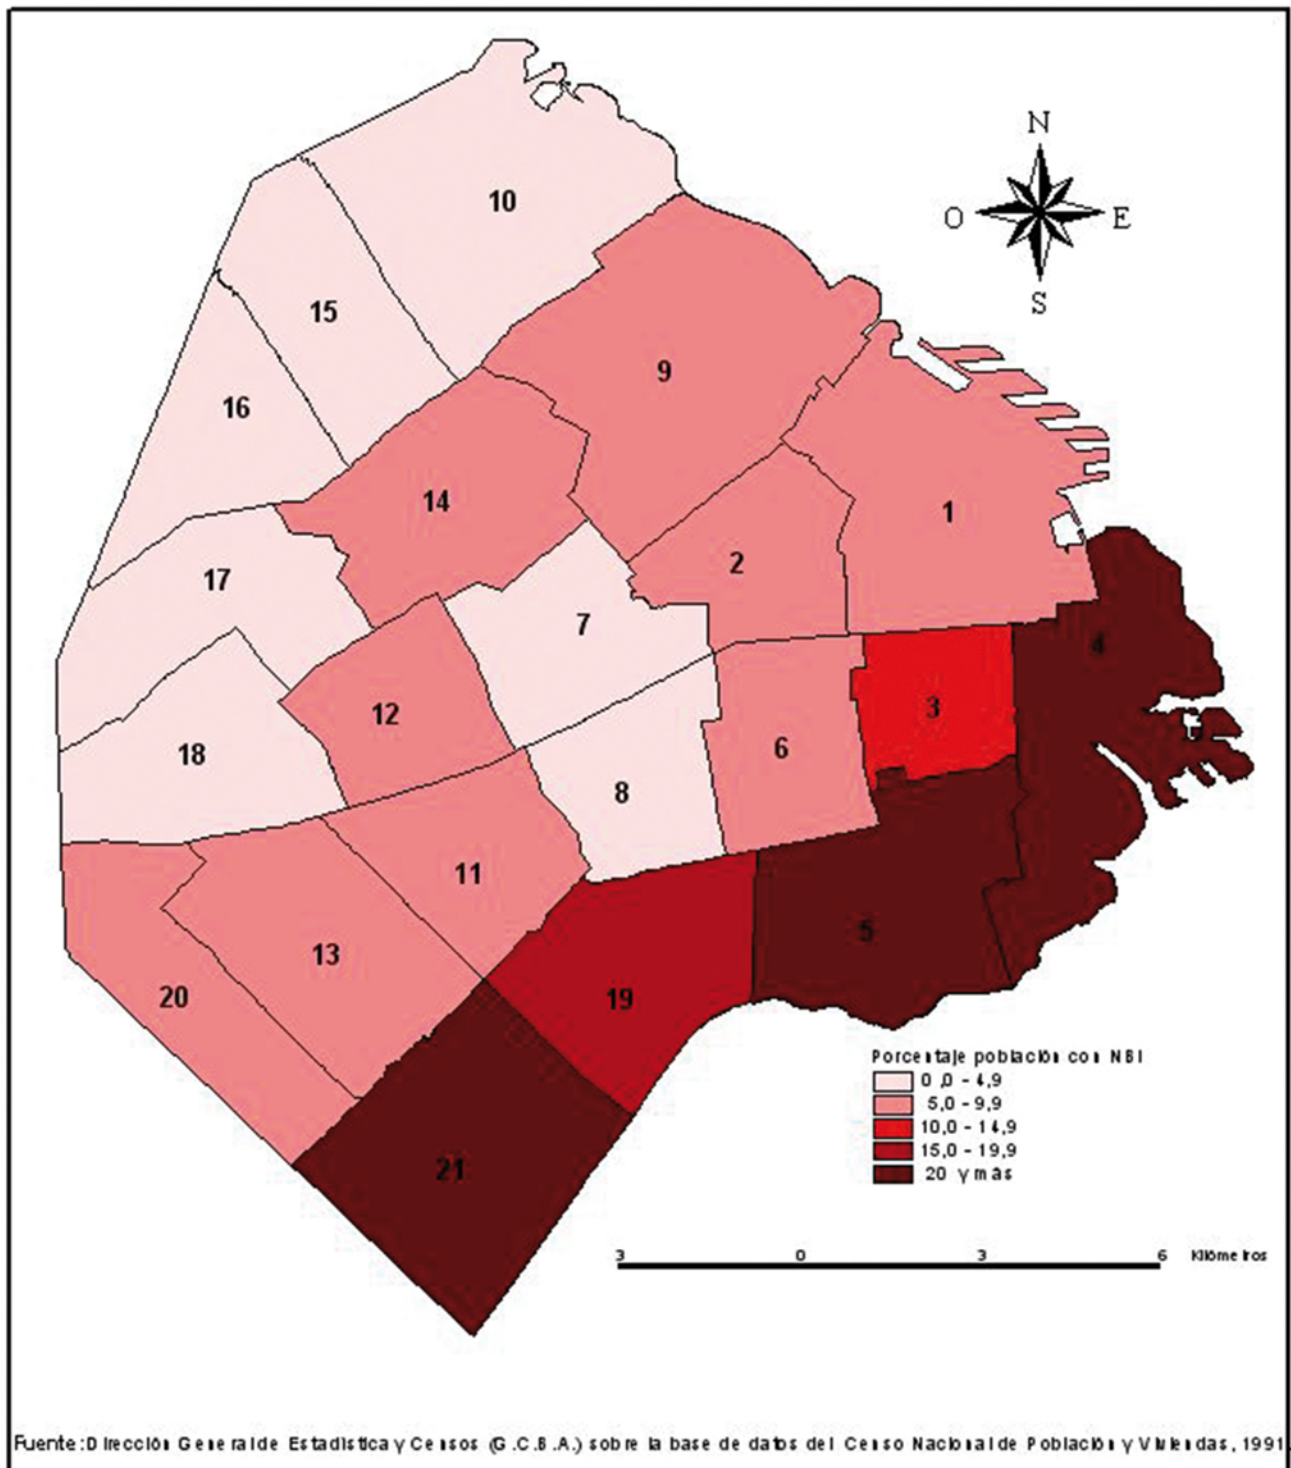 N
10
O E
S
15
9
16
14
1
2
17
7
4
3
12
6
18
8
11
5
13
20
19
Porcentaje población con NBI
0,0 - 4,9
5,0 - 9,9
10,0 - 14,9
15,0 - 19,9
20 y más
21
3 0 3 6 Kilómetros
Fuente: Dirección General de Estadística y Censos (G.C.B.A.) sobre la base de datos del Censo Nacional de Población y Viviendas, 1991.